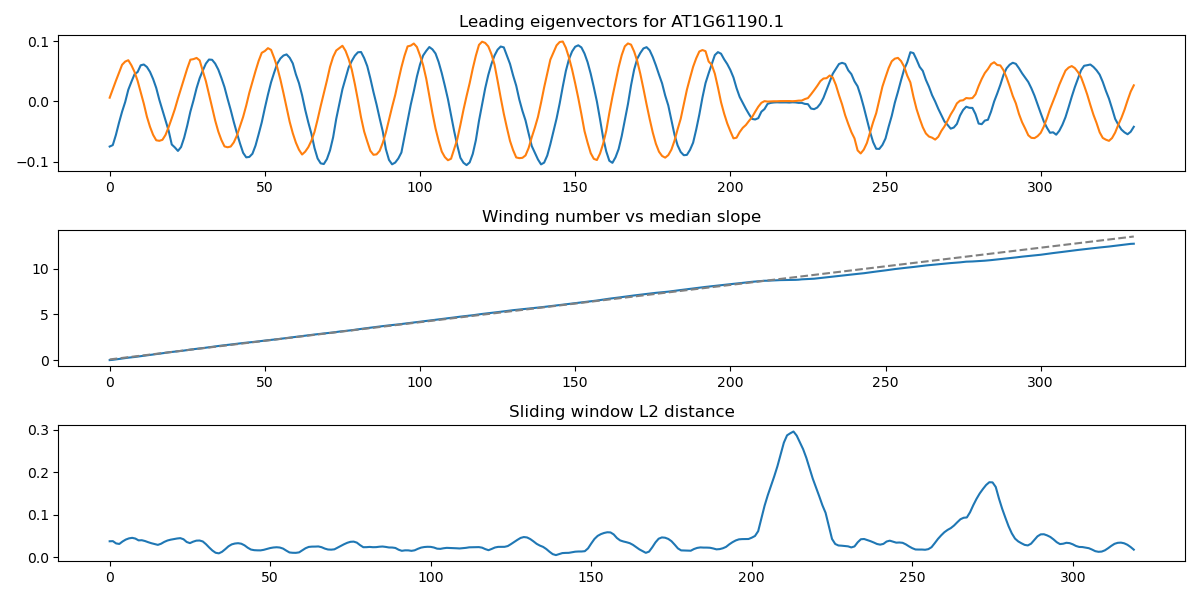 Leading eigenvectors for AT1G61190.1
0.1
0.0
−0.1
0 50 100 150 200 250 300
Winding number vs median slope
10
5
0
0 50 100 150 200 250 300
Sliding window L2 distance
0.3
0.2
0.1
0.0
0 50 100 150 200 250 300